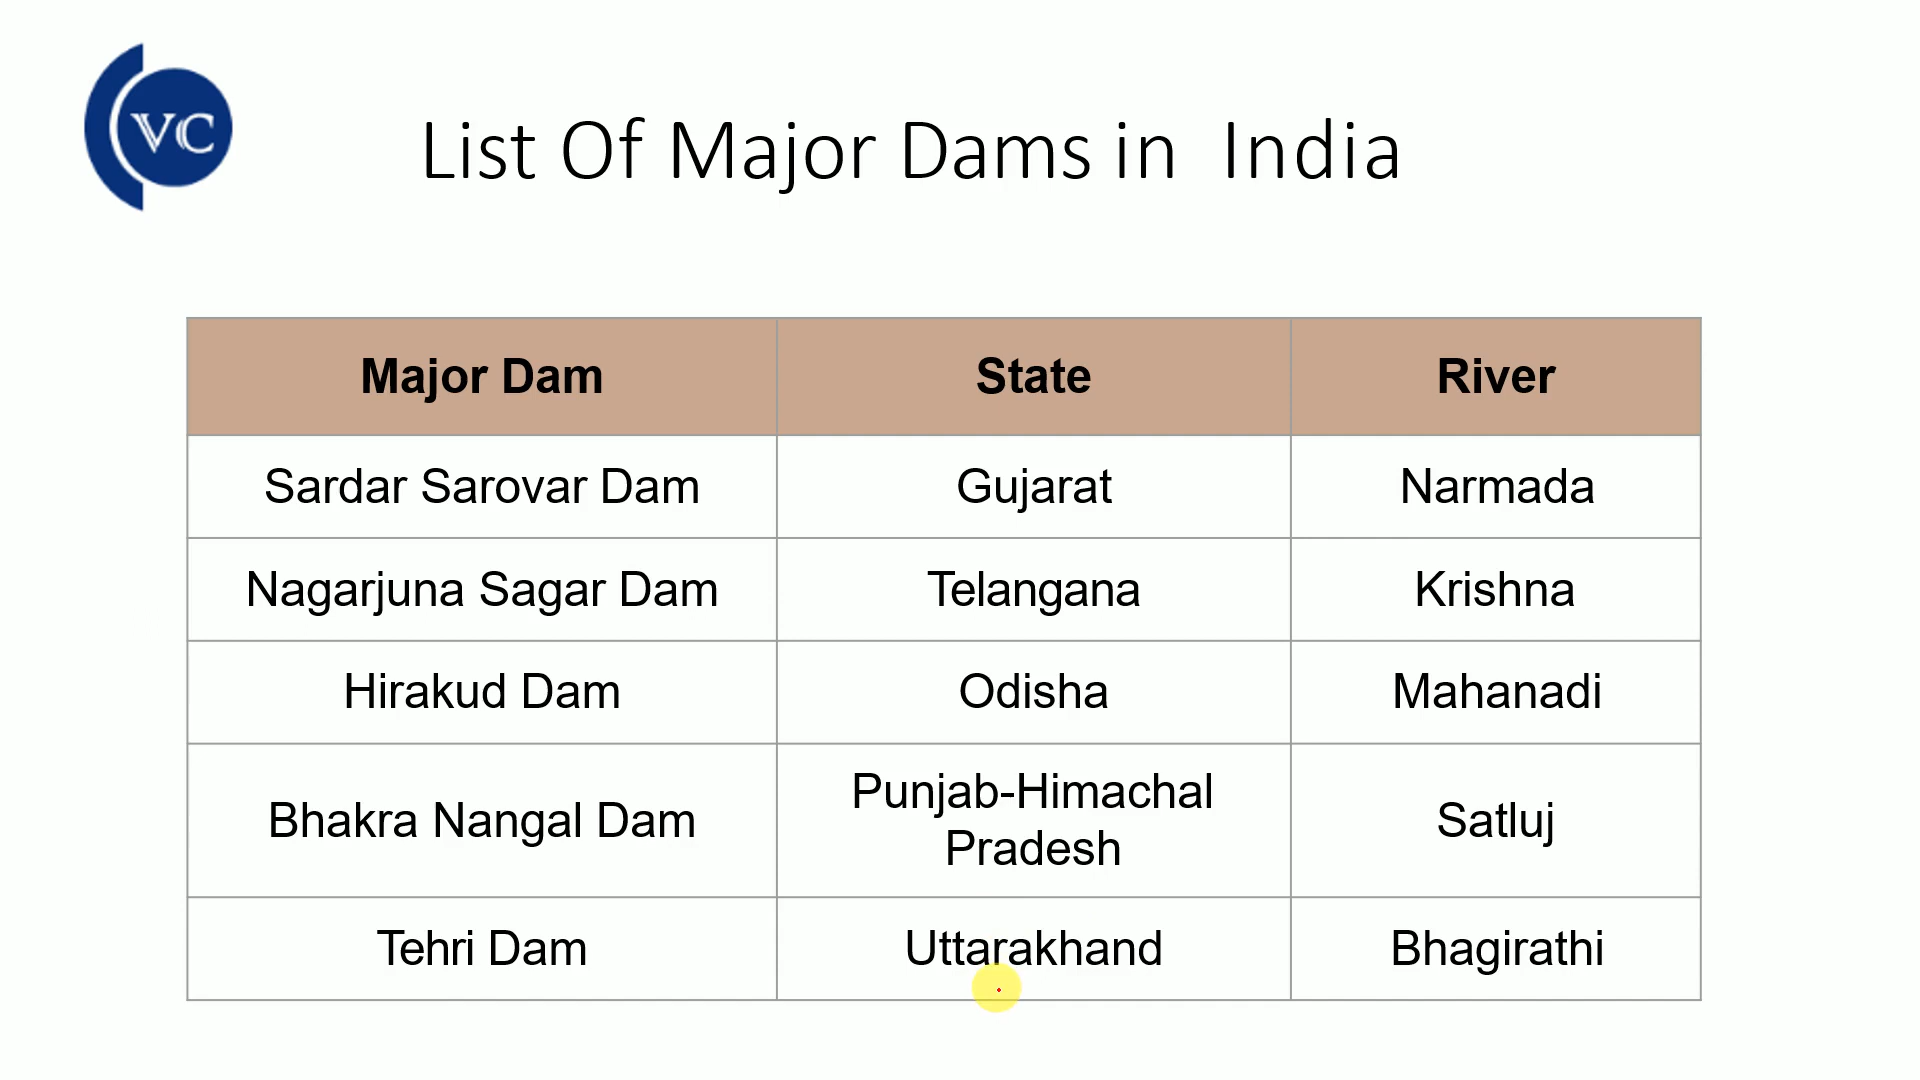 VC
List Of Major Dams in India
Major Dam State River
Sardar Sarovar Dam Gujarat Narmada
Nagarjuna Sagar Dam Telangana Krishna
Hirakud Dam Odisha Mahanadi
Bhakra Nangal Dam Punjab-Himachal Pradesh Satluj
Tehri Dam Uttarakhand Bhagirathi